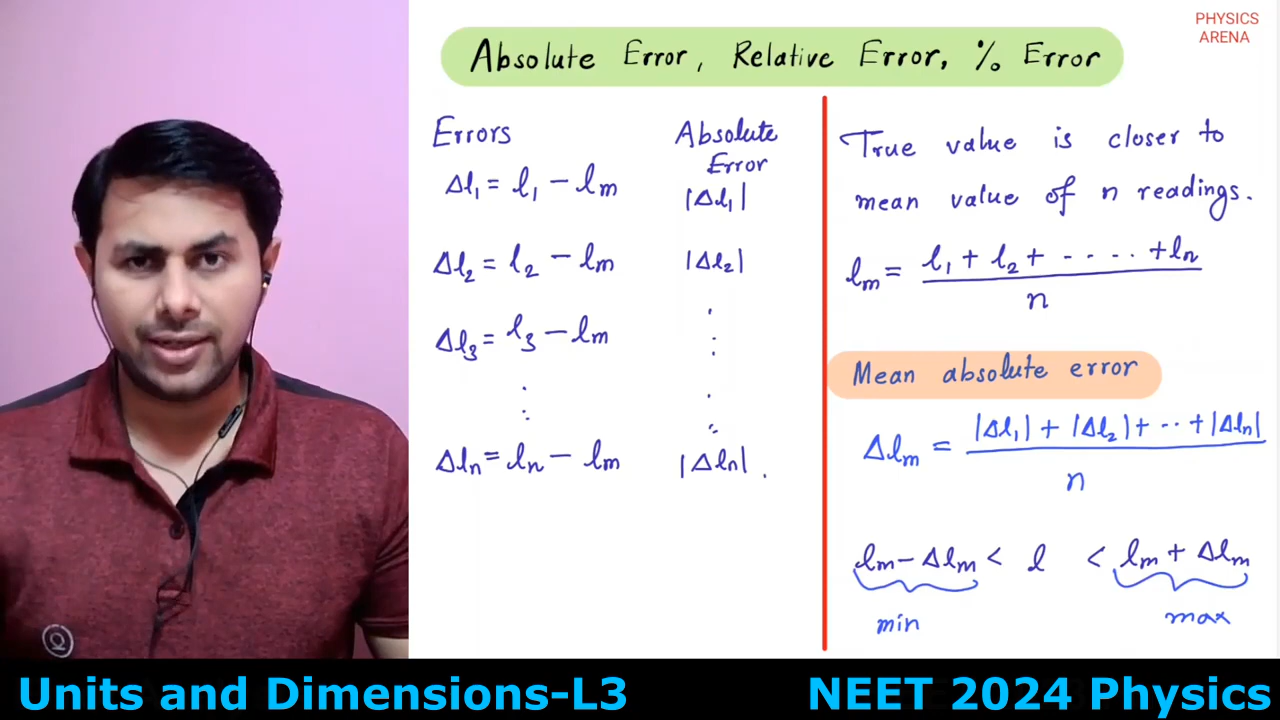 PHYSICS
ARENA
Absolute Error, Relative Error, % Error
Errors
Δl₁ = l₁ − lm
Δl₂ = l₂ − lm
Δl₃ = l₃ − lm
⋮
Δln = ln − lm
Absolute
Error
|Δl₁|
|Δl₂|
⋮
|Δln| .
True value is closer to
mean value of n readings.
lm = l₁ + l₂ + - - - - . . + ln
n
Mean absolute error
Δlm = |Δl₁| + |Δl₂| + ·· + |Δln|
n
lm − Δlm < l < lm + Δlm
min max
Units and Dimensions-L3
NEET 2024 Physics